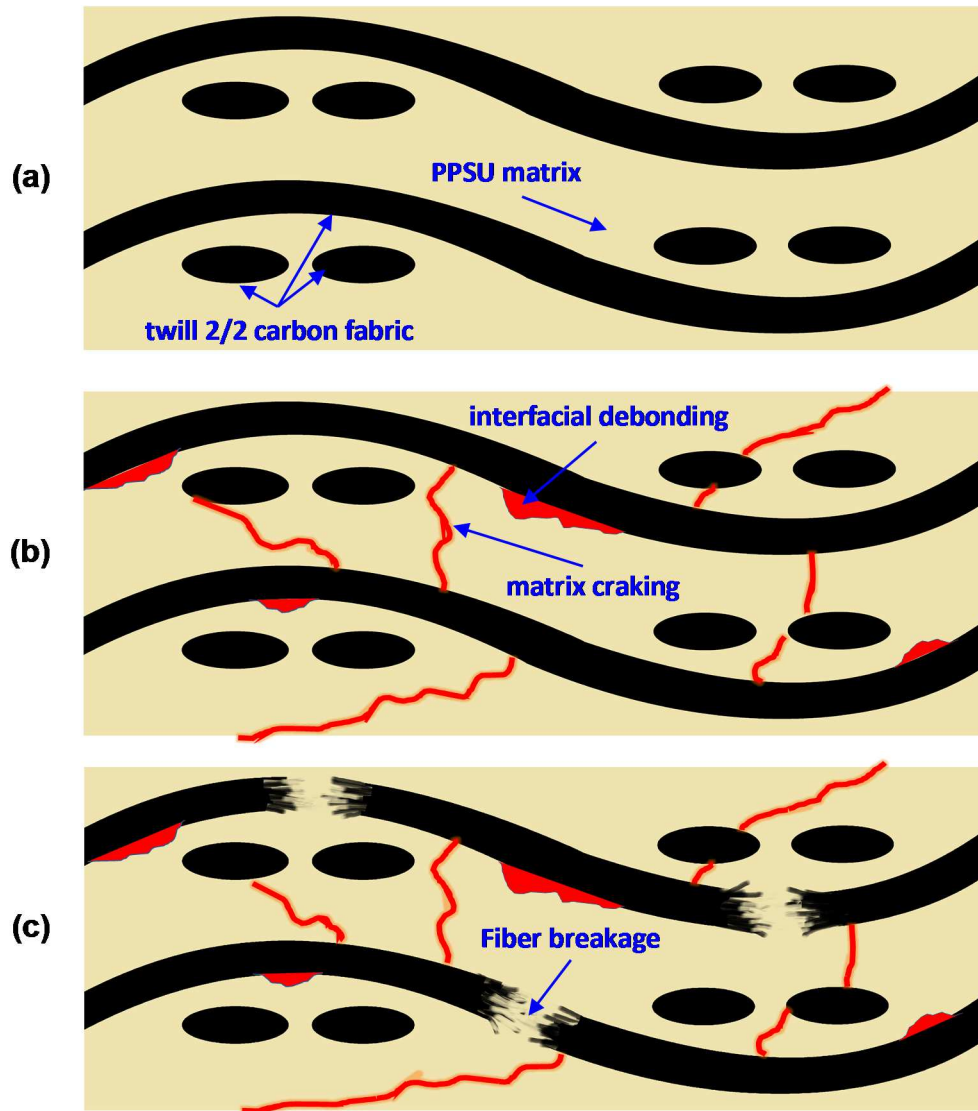 (a)
PPSU matrix
twill 2/2 carbon fabric
(b)
interfacial debonding
matrix craking
(c)
Fiber breakage